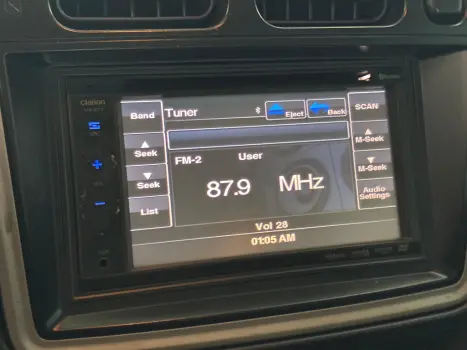 Clarion
Band
Tuner
Eject
Back
SCAN
Seek
M-Seek
FM-2
User
Seek
M-Seek
87.9
MHz
List
Audio
Settings
Vol 28
01:05 AM